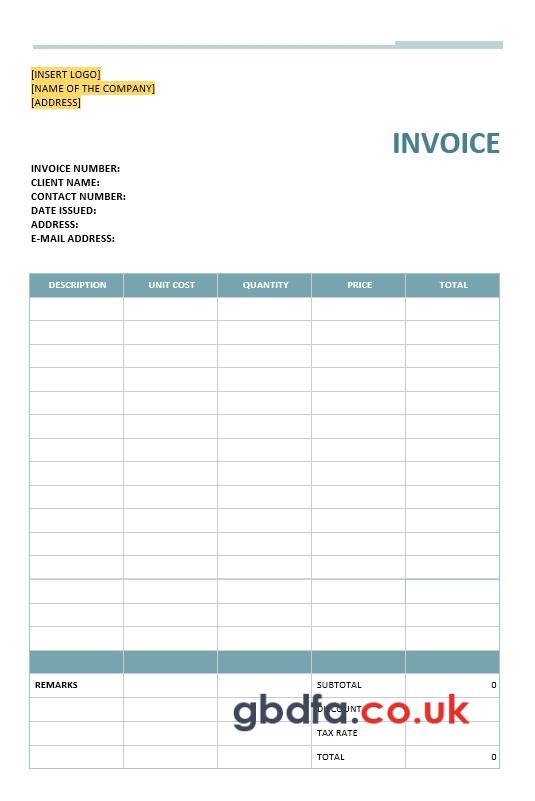 [INSERT LOGO]
[NAME OF THE COMPANY]
[ADDRESS]
INVOICE
INVOICE NUMBER:
CLIENT NAME:
CONTACT NUMBER:
DATE ISSUED:
ADDRESS:
E-MAIL ADDRESS:
DESCRIPTION UNIT COST QUANTITY PRICE TOTAL
REMARKS SUBTOTAL 0
DISCOUNT
gbdfa.co.uk
TAX RATE
TOTAL 0